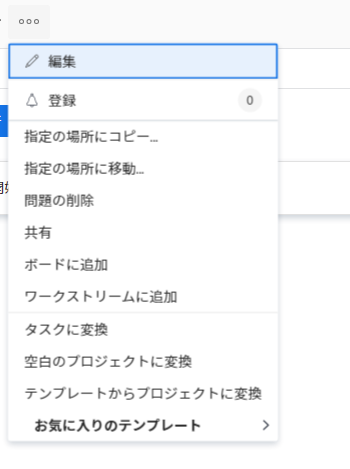 編集
登録 0
指定の場所にコピー...
指定の場所に移動...
問題の削除
共有
ボードに追加
ワークストリームに追加
タスクに変換
空白のプロジェクトに変換
テンプレートからプロジェクトに変換
お気に入りのテンプレート